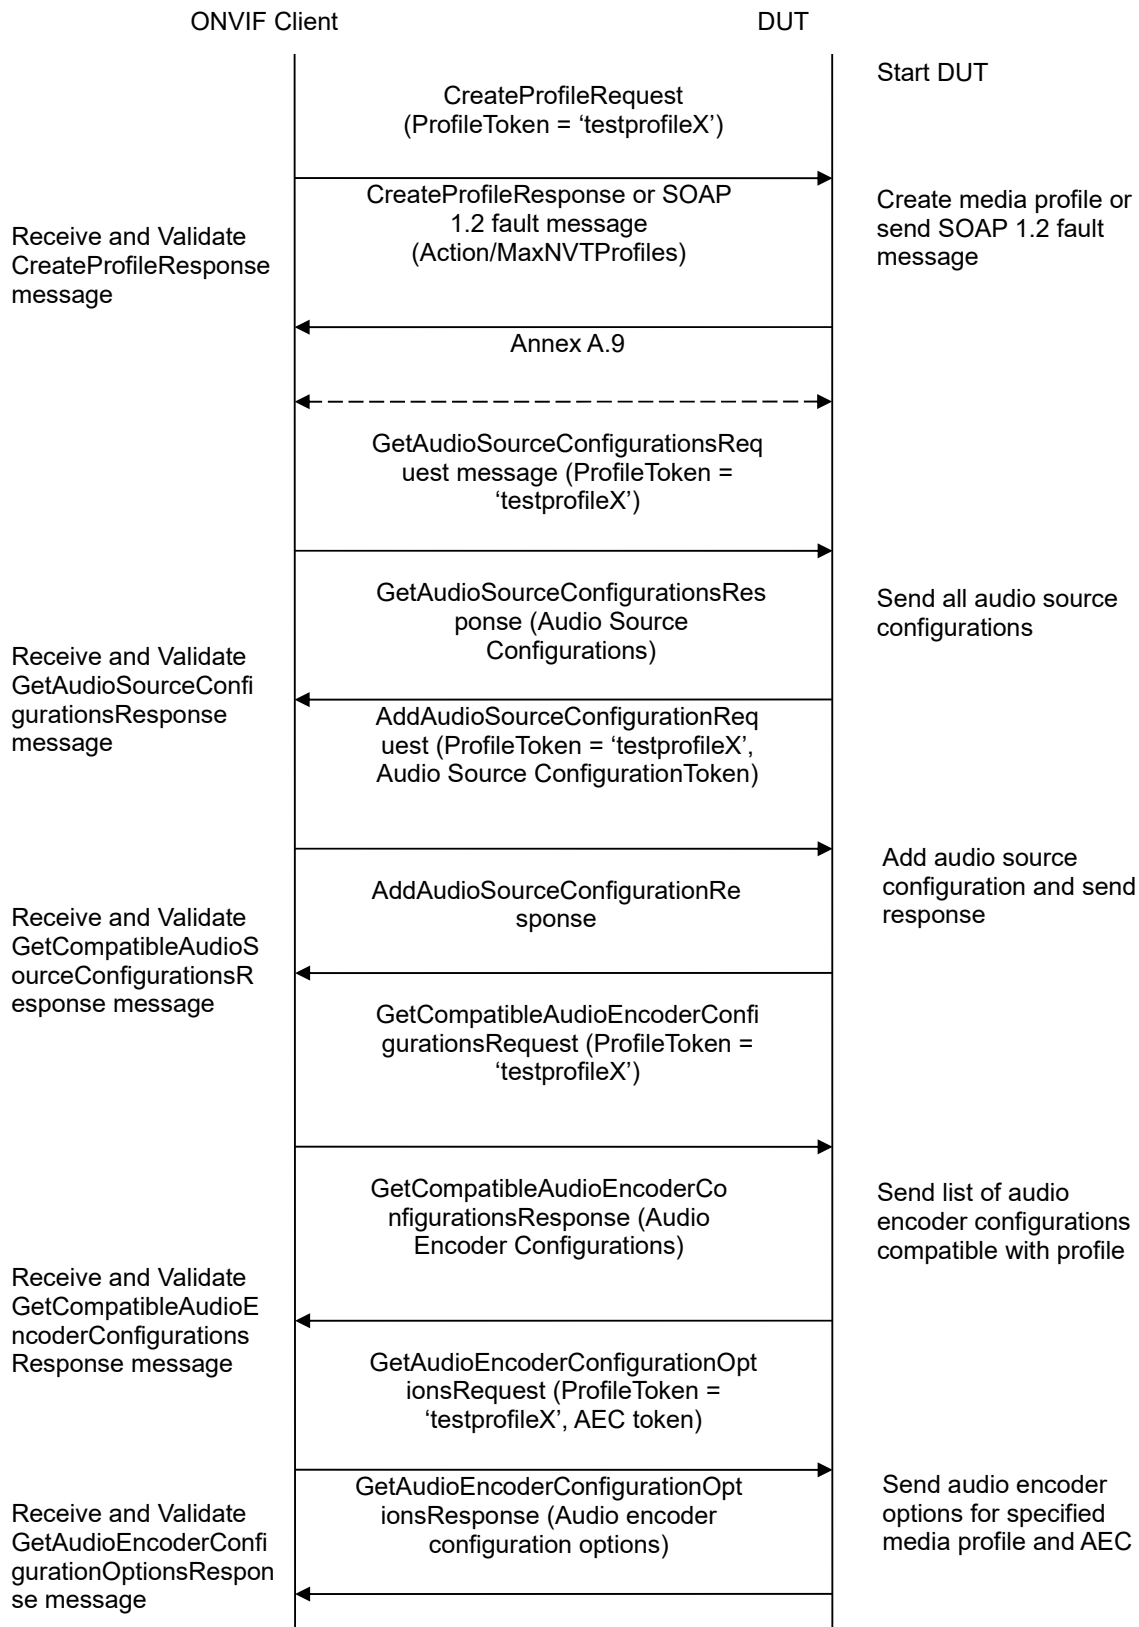 ONVIF Client
DUT
Start DUT
CreateProfileRequest
(ProfileToken = ‘testprofileX’)
CreateProfileResponse or SOAP
1.2 fault message
(Action/MaxNVTProfiles)
Create media profile or
send SOAP 1.2 fault
message
Receive and Validate
CreateProfileResponse
message
Annex A.9
GetAudioSourceConfigurationsReq
uest message (ProfileToken =
‘testprofileX’)
GetAudioSourceConfigurationsRes
ponse (Audio Source
Configurations)
Send all audio source
configurations
Receive and Validate
GetAudioSourceConfi
gurationsResponse
message
AddAudioSourceConfigurationReq
uest (ProfileToken = ‘testprofileX’,
Audio Source ConfigurationToken)
Add audio source
configuration and send
response
AddAudioSourceConfigurationRe
sponse
Receive and Validate
GetCompatibleAudioS
ourceConfigurationsR
esponse message
GetCompatibleAudioEncoderConfi
gurationsRequest (ProfileToken =
‘testprofileX’)
GetCompatibleAudioEncoderCo
nfigurationsResponse (Audio
Encoder Configurations)
Send list of audio
encoder configurations
compatible with profile
Receive and Validate
GetCompatibleAudioE
ncoderConfigurations
Response message
GetAudioEncoderConfigurationOpt
ionsRequest (ProfileToken =
‘testprofileX’, AEC token)
GetAudioEncoderConfigurationOpt
ionsResponse (Audio encoder
configuration options)
Send audio encoder
options for specified
media profile and AEC
Receive and Validate
GetAudioEncoderConfi
gurationOptionsRespon
se message